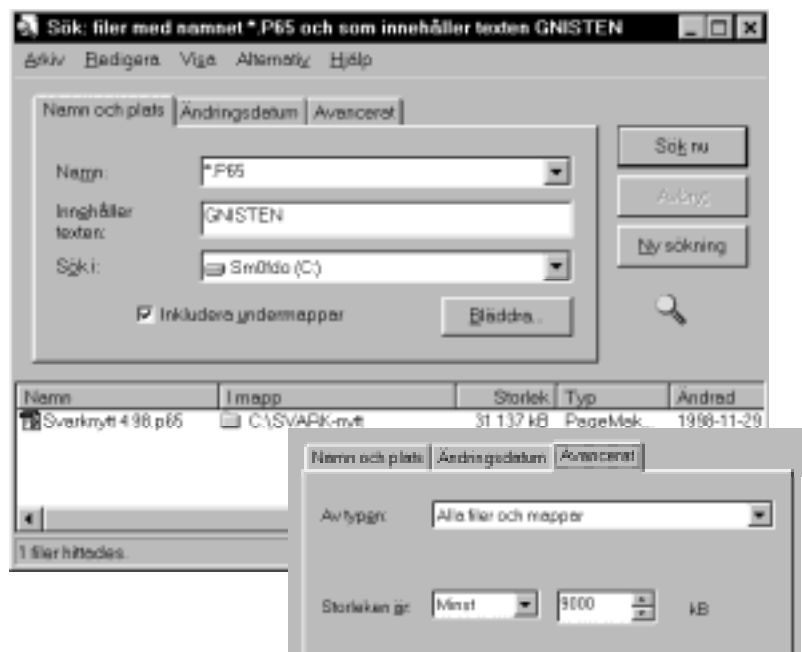 Sök: filer med namnet *.P65 och som innehåller texten GNISTEN
Arkiv Redigera Visa Alternativ Hjälp
Namn och plats Ändringsdatum Avancerat
Namn: *.P65
Innehåller texten: GNISTEN
Sök i: (C:)
Inkludera undermappar Bläddra...
Sök nu
Avbryt
Ny sökning
Namn I mapp Storlek Typ Ändrad
Svarknytt 4 98.p65 C:\SVARK-nytt 31 137 kB PageMak... 1998-11-29
1 filer hittades.
Namn och plats Ändringsdatum Avancerat
Av typen: Alla filer och mappar
Storleken är: Minst 9000 kB